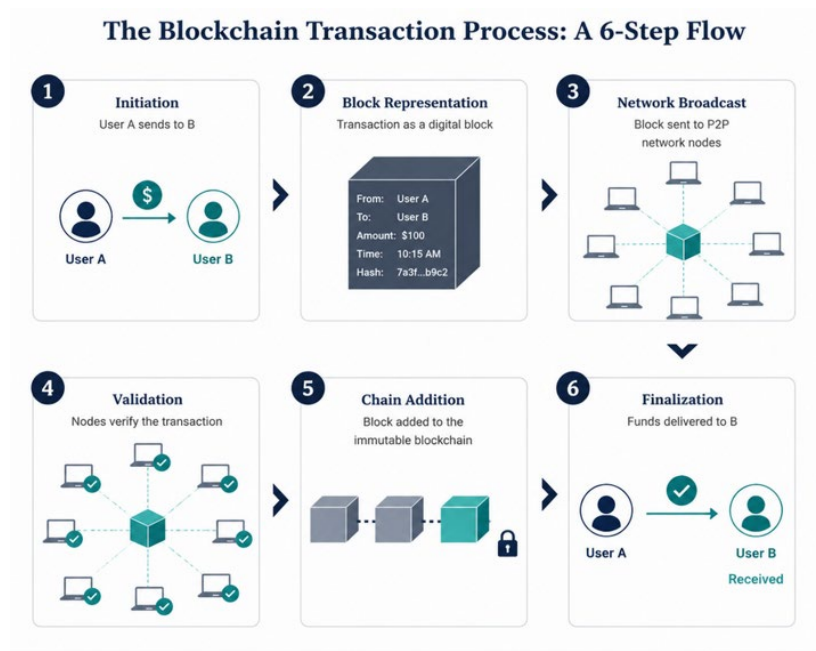 The Blockchain Transaction Process: A 6-Step Flow
1
Initiation
User A sends to B
$
User A
User B
2
Block Representation
Transaction as a digital block
From: User A
To: User B
Amount: $100
Time: 10:15 AM
Hash: 7a3f...b9c2
3
Network Broadcast
Block sent to P2P
network nodes
4
Validation
Nodes verify the transaction
5
Chain Addition
Block added to the
immutable blockchain
6
Finalization
Funds delivered to B
User A
User B
Received